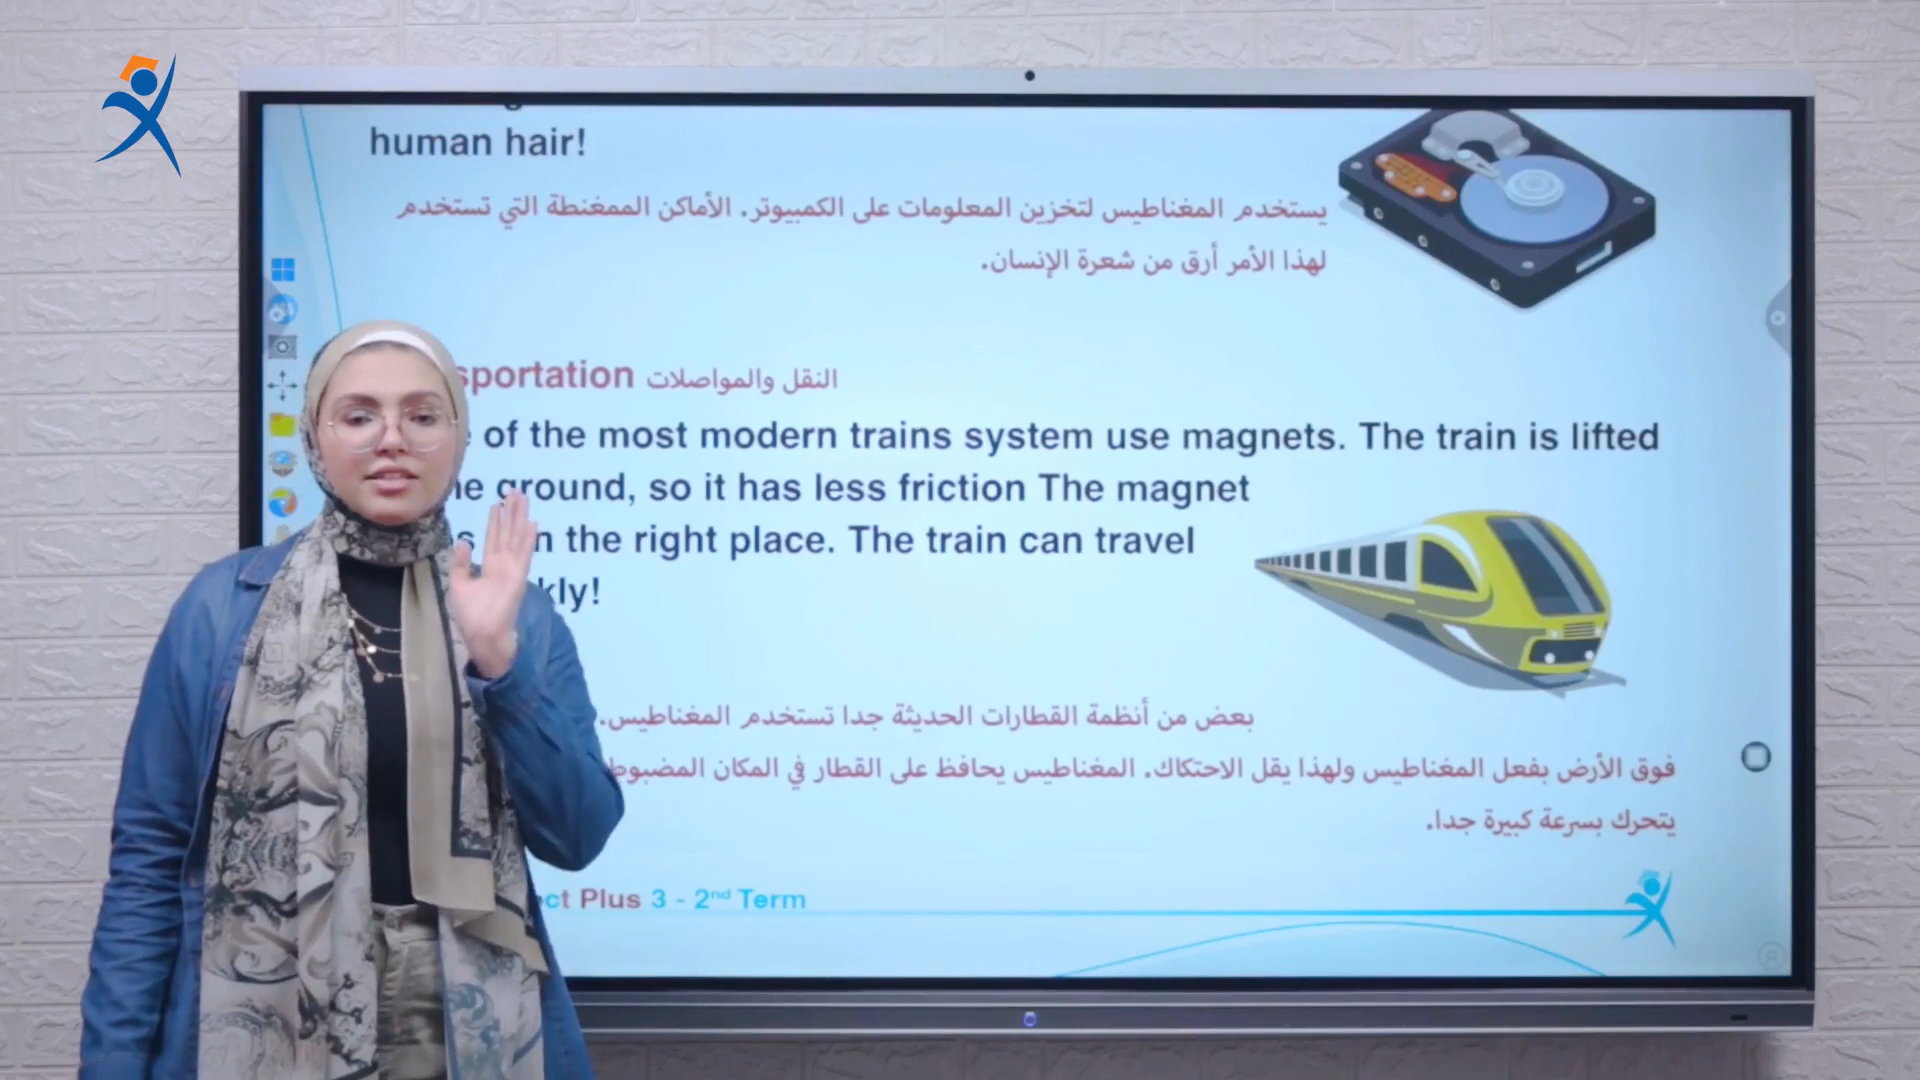 human hair!
يستخدم المغناطيس لتخزين المعلومات على الكمبيوتر. الأماكن الممغنطة التي تستخدم
لهذا الأمر أرق من شعرة الإنسان.
sportation النقل والمواصلات
of the most modern trains system use magnets. The train is lifted
ground, so it has less friction The magnet
n the right place. The train can travel
kly!
بعض من أنظمة القطارات الحديثة جدا تستخدم المغناطيس.
فوق الأرض بفعل المغناطيس ولهذا يقل الاحتكاك. المغناطيس يحافظ على القطار في المكان المضبوط
يتحرك بسرعة كبيرة جدا.
ct Plus 3 - 2nd Term